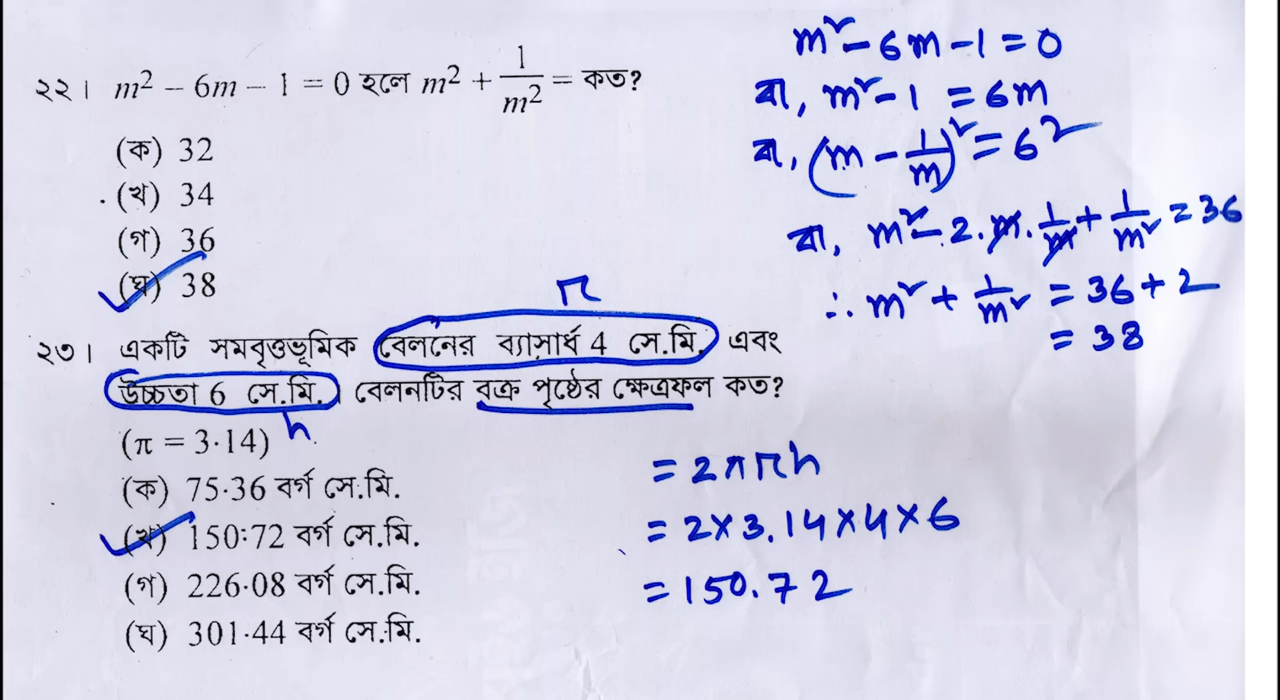 ২২। m² − 6m − 1 = 0 হলে m² + 1/m² = কত?
(ক) 32
(খ) 34
(গ) 36
(ঘ) 38
m² − 6m − 1 = 0
বা, m² − 1 = 6m
বা, (m − 1/m)² = 6²
বা, m² − 2.m.1/m + 1/m² = 36
∴ m² + 1/m² = 36 + 2
= 38
r
২৩। একটি সমবৃত্তভূমিক বেলনের ব্যাসার্ধ 4 সে.মি. এবং
উচ্চতা 6 সে.মি. । বেলনটির বক্র পৃষ্ঠের ক্ষেত্রফল কত?
(π = 3·14) h
(ক) 75·36 বর্গ সে.মি.
(খ) 150·72 বর্গ সে.মি.
(গ) 226·08 বর্গ সে.মি.
(ঘ) 301·44 বর্গ সে.মি.
= 2πrh
= 2×3.14×4×6
= 150.72